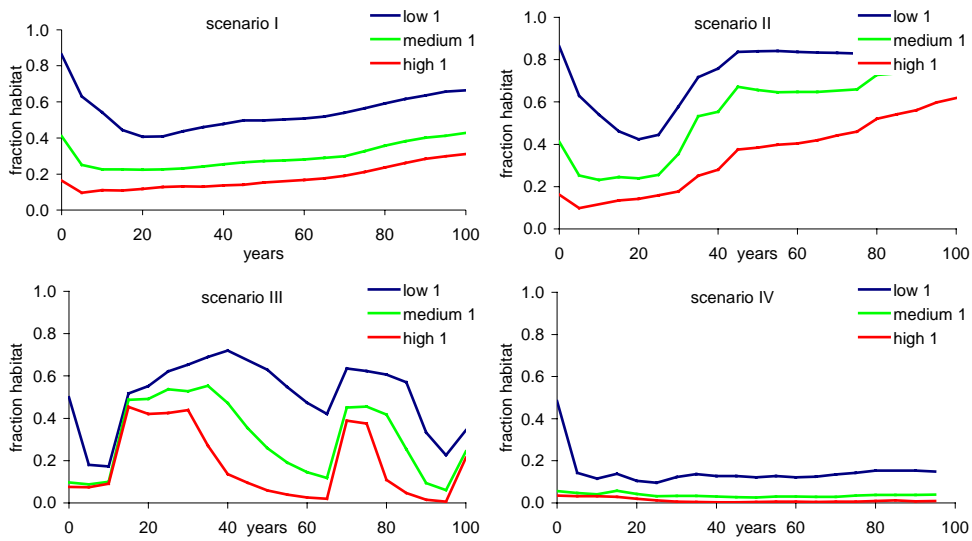 scenario I
low 1
medium 1
high 1
fraction habitat
1.0
0.8
0.6
0.4
0.2
0.0
0 20 40 60 80 100
years
scenario II
low 1
medium 1
high 1
fraction habitat
1.0
0.8
0.6
0.4
0.2
0.0
0 20 40 60 80 100
years
scenario III
low 1
medium 1
high 1
fraction habitat
1.0
0.8
0.6
0.4
0.2
0.0
0 20 40 60 80 100
years
scenario IV
low 1
medium 1
high 1
fraction habitat
1.0
0.8
0.6
0.4
0.2
0.0
0 20 40 60 80 100
years